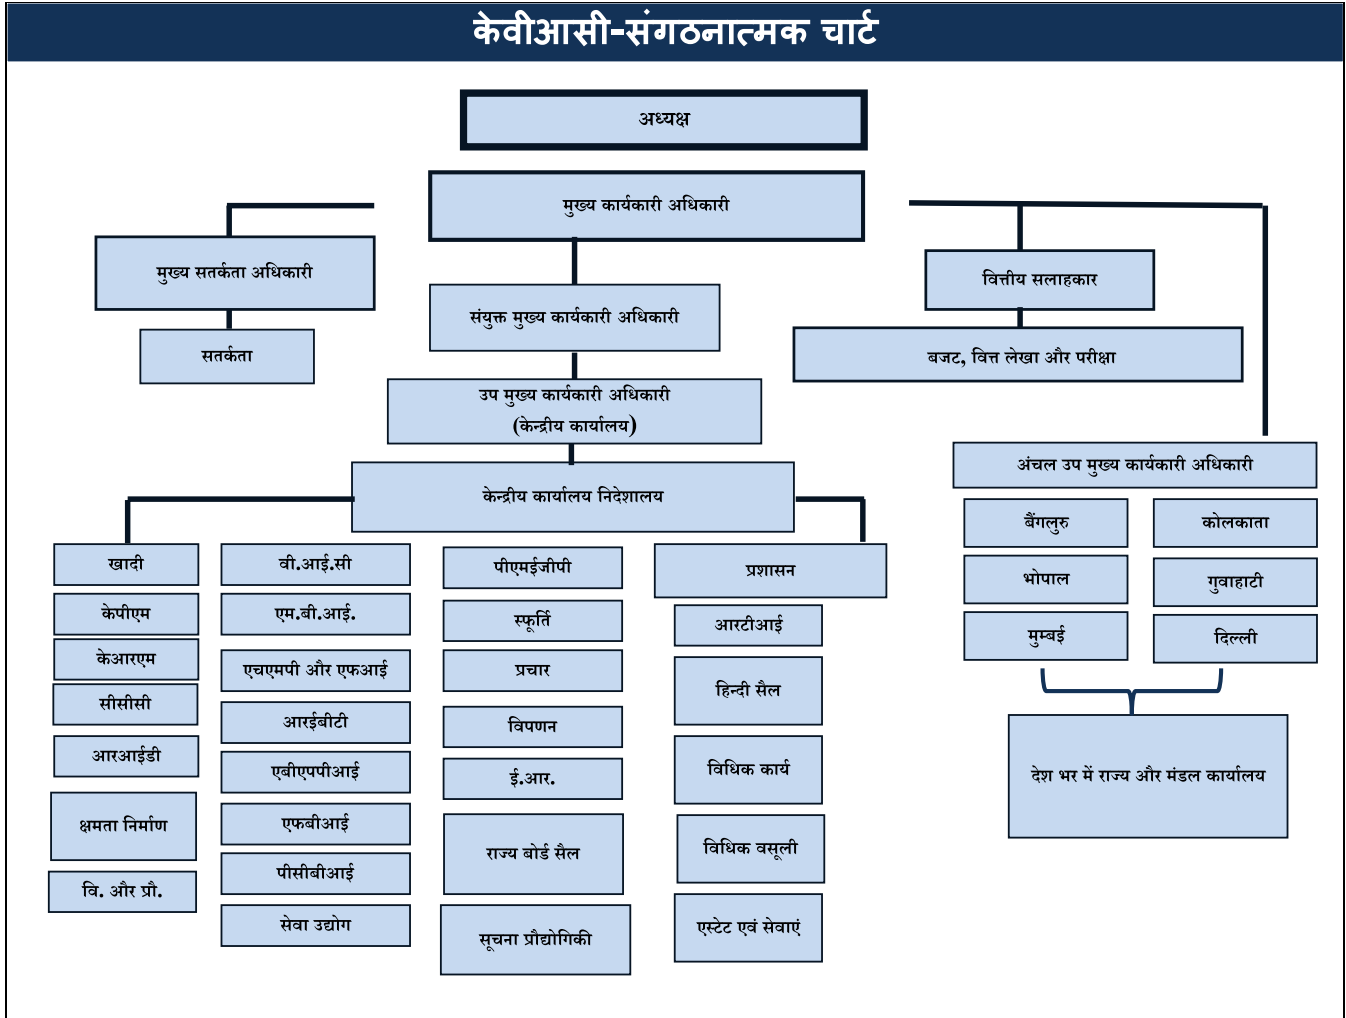 केवीआसी-संगठनात्मक चार्ट
अध्यक्ष
मुख्य कार्यकारी अधिकारी
मुख्य सतर्कता अधिकारी
सतर्कता
संयुक्त मुख्य कार्यकारी अधिकारी
उप मुख्य कार्यकारी अधिकारी
(केन्द्रीय कार्यालय)
वित्तीय सलाहकार
बजट, वित्त लेखा और परीक्षा
केन्द्रीय कार्यालय निदेशालय
खादी
केपीएम
केआरएम
सीसीसी
आरआईडी
क्षमता निर्माण
वि. और प्रौ.
वी.आई.सी
एम.बी.आई.
एचएमपी और एफआई
आरईबीटी
एबीएपपीआई
एफबीआई
पीसीबीआई
सेवा उद्योग
पीएमईजीपी
स्फूर्ति
प्रचार
विपणन
ई.आर.
राज्य बोर्ड सैल
सूचना प्रौद्योगिकी
प्रशासन
आरटीआई
हिन्दी सैल
विधिक कार्य
विधिक वसूली
एस्टेट एवं सेवाएं
अंचल उप मुख्य कार्यकारी अधिकारी
बैंगलुरु
भोपाल
मुम्बई
कोलकाता
गुवाहाटी
दिल्ली
देश भर में राज्य और मंडल कार्यालय